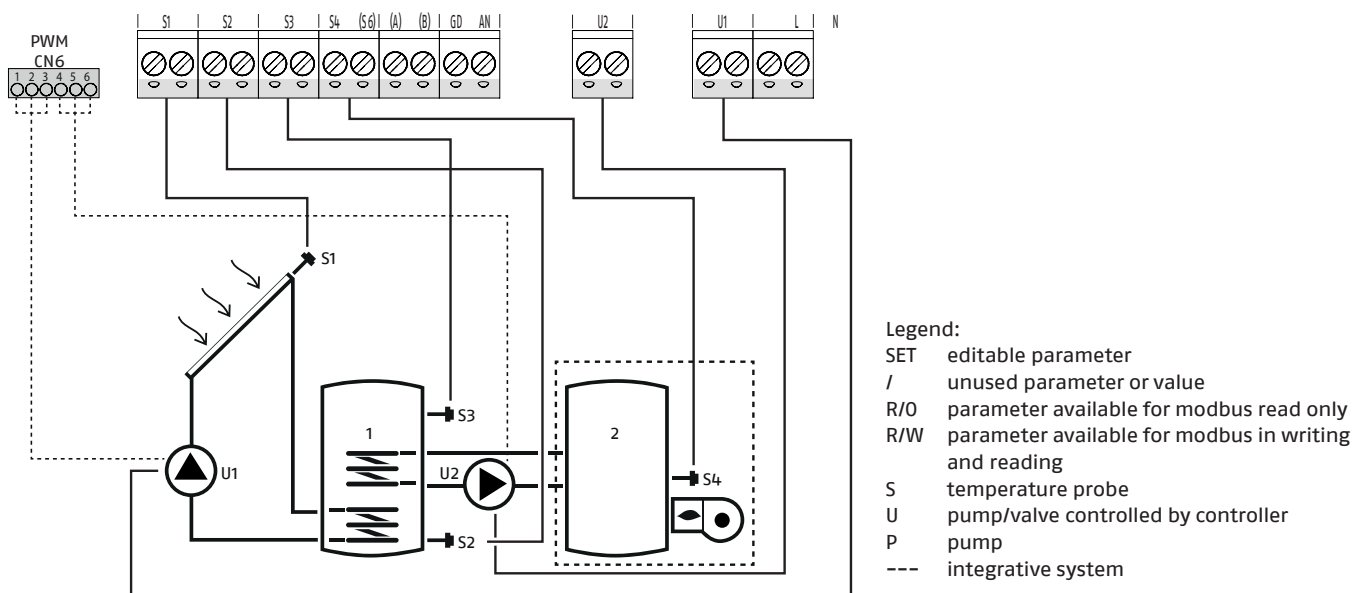 S1 S2 S3 S4 (S6) (A) (B) GD AN U2 U1 L N
PWM
CN6
1 2 3 4 5 6
S1
S3
1
2
U2
S4
U1
S2
Legend:
SET editable parameter
/ unused parameter or value
R/O parameter available for modbus read only
R/W parameter available for modbus in writing
and reading
S temperature probe
U pump/valve controlled by controller
P pump
--- integrative system